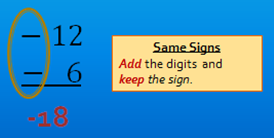 - 12
- 6
-18
Same Signs
Add the digits and
keep the sign.